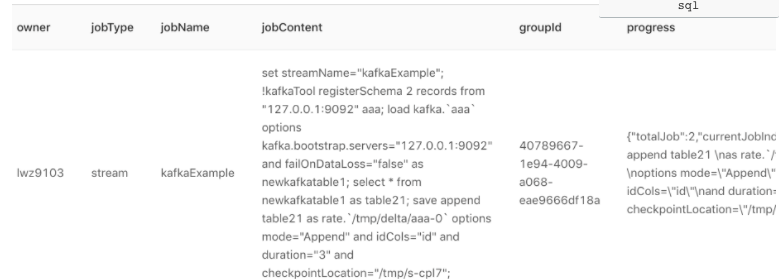 sql
owner jobType jobName jobContent groupId progress
set streamName="kafkaExample";
!kafkaTool registerSchema 2 records from
"127.0.0.1:9092" aaa; load kafka.`aaa`
options
kafka.bootstrap.servers="127.0.0.1:9092"
and failOnDataLoss="false" as
newkafkatable1; select * from
newkafkatable1 as table21; save append
table21 as rate.`/tmp/delta/aaa-0` options
mode="Append" and idCols="id" and
duration="3" and
checkpointLocation="/tmp/s-cpl7";
lwz9103 stream kafkaExample
40789667-
1e94-4009-
a068-
eae9666df18a
{"totalJob":2,"currentJobInd
append table21 \nas rate.`/
\noptions mode=\"Append\"
idCols=\"id\"\nand duration=
checkpointLocation=\"/tmp/